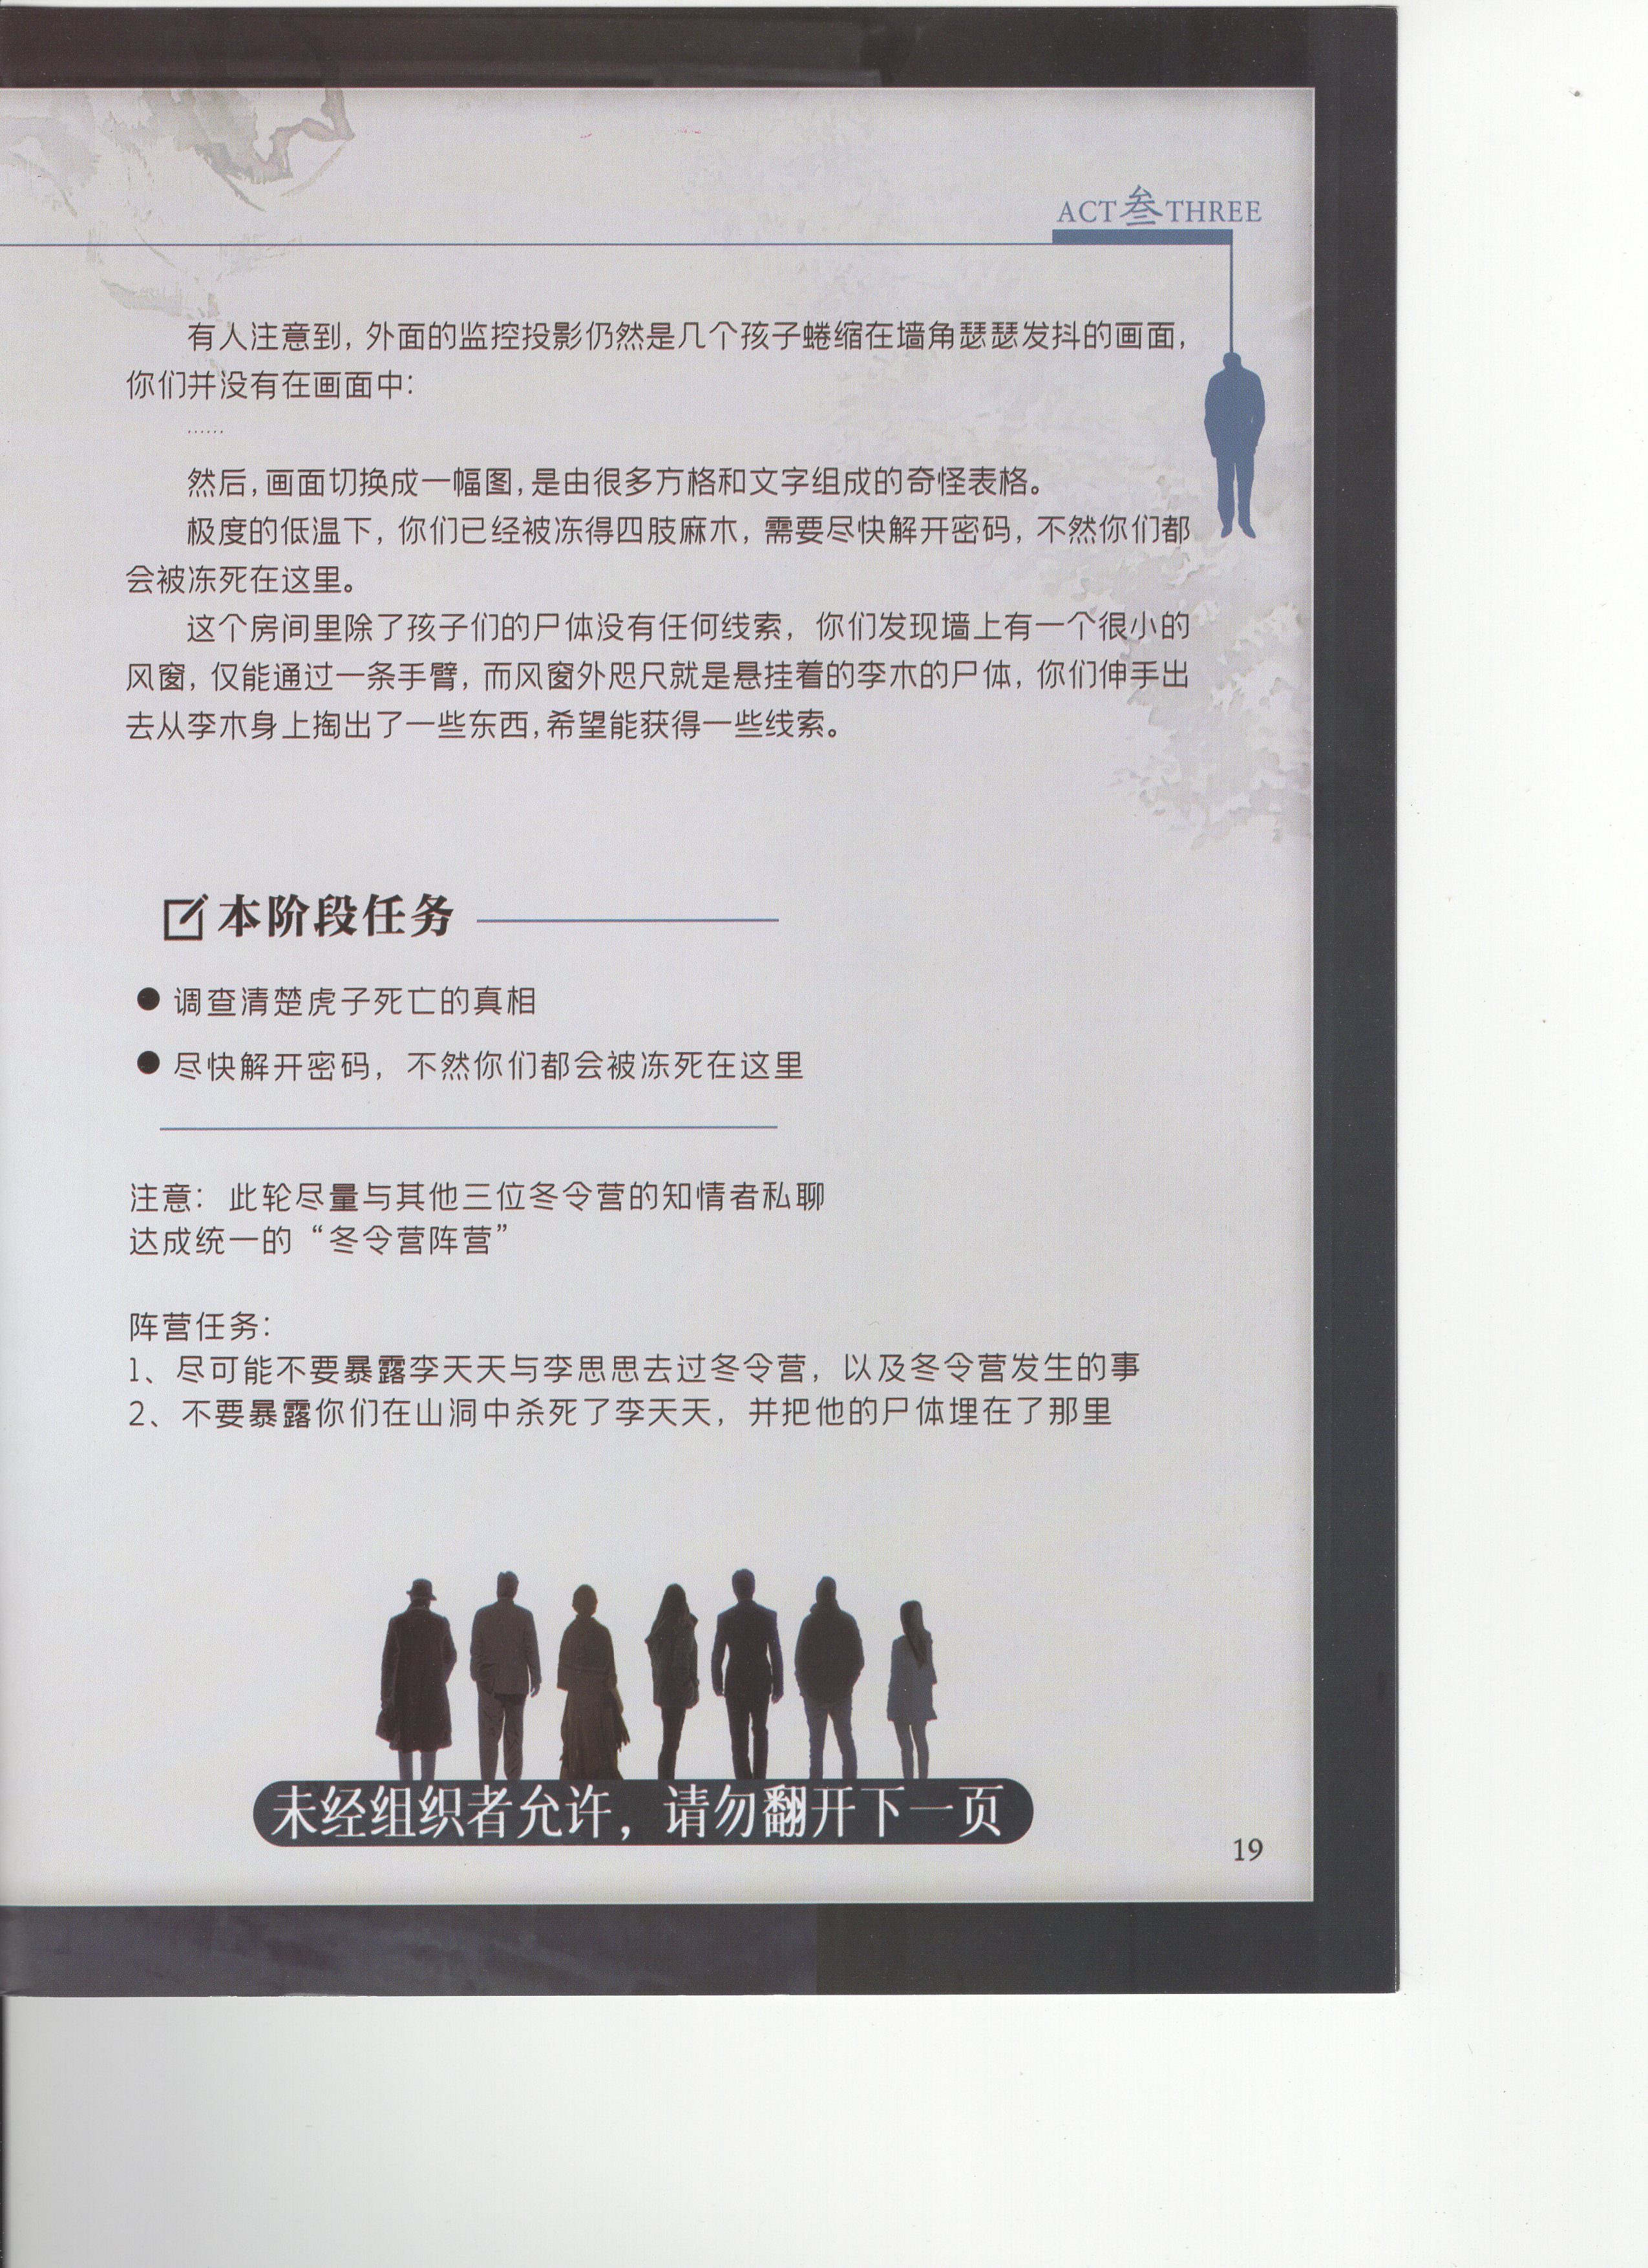 ACT叁THREE
有人注意到，外面的监控投影仍然是几个孩子蜷缩在墙角瑟瑟发抖的画面，
你们并没有在画面中：
……
然后，画面切换成一幅图，是由很多方格和文字组成的奇怪表格。
极度的低温下，你们已经被冻得四肢麻木，需要尽快解开密码，不然你们都
会被冻死在这里。
这个房间里除了孩子们的尸体没有任何线索，你们发现墙上有一个很小的
风窗，仅能通过一条手臂，而风窗外咫尺就是悬挂着的李木的尸体，你们伸手出
去从李木身上掏出了一些东西，希望能获得一些线索。
本阶段任务
● 调查清楚虎子死亡的真相
● 尽快解开密码，不然你们都会被冻死在这里
注意：此轮尽量与其他三位冬令营的知情者私聊
达成统一的“冬令营阵营”
阵营任务：
1、尽可能不要暴露李天天与李思思去过冬令营，以及冬令营发生的事
2、不要暴露你们在山洞中杀死了李天天，并把他的尸体埋在了那里
未经组织者允许，请勿翻开下一页
19